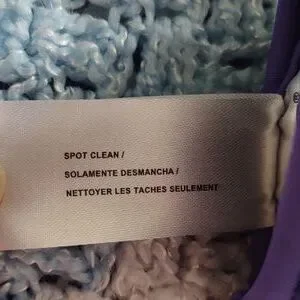 SPOT CLEAN /
SOLAMENTE DESMANCHA /
NETTOYER LES TACHES SEULEMENT